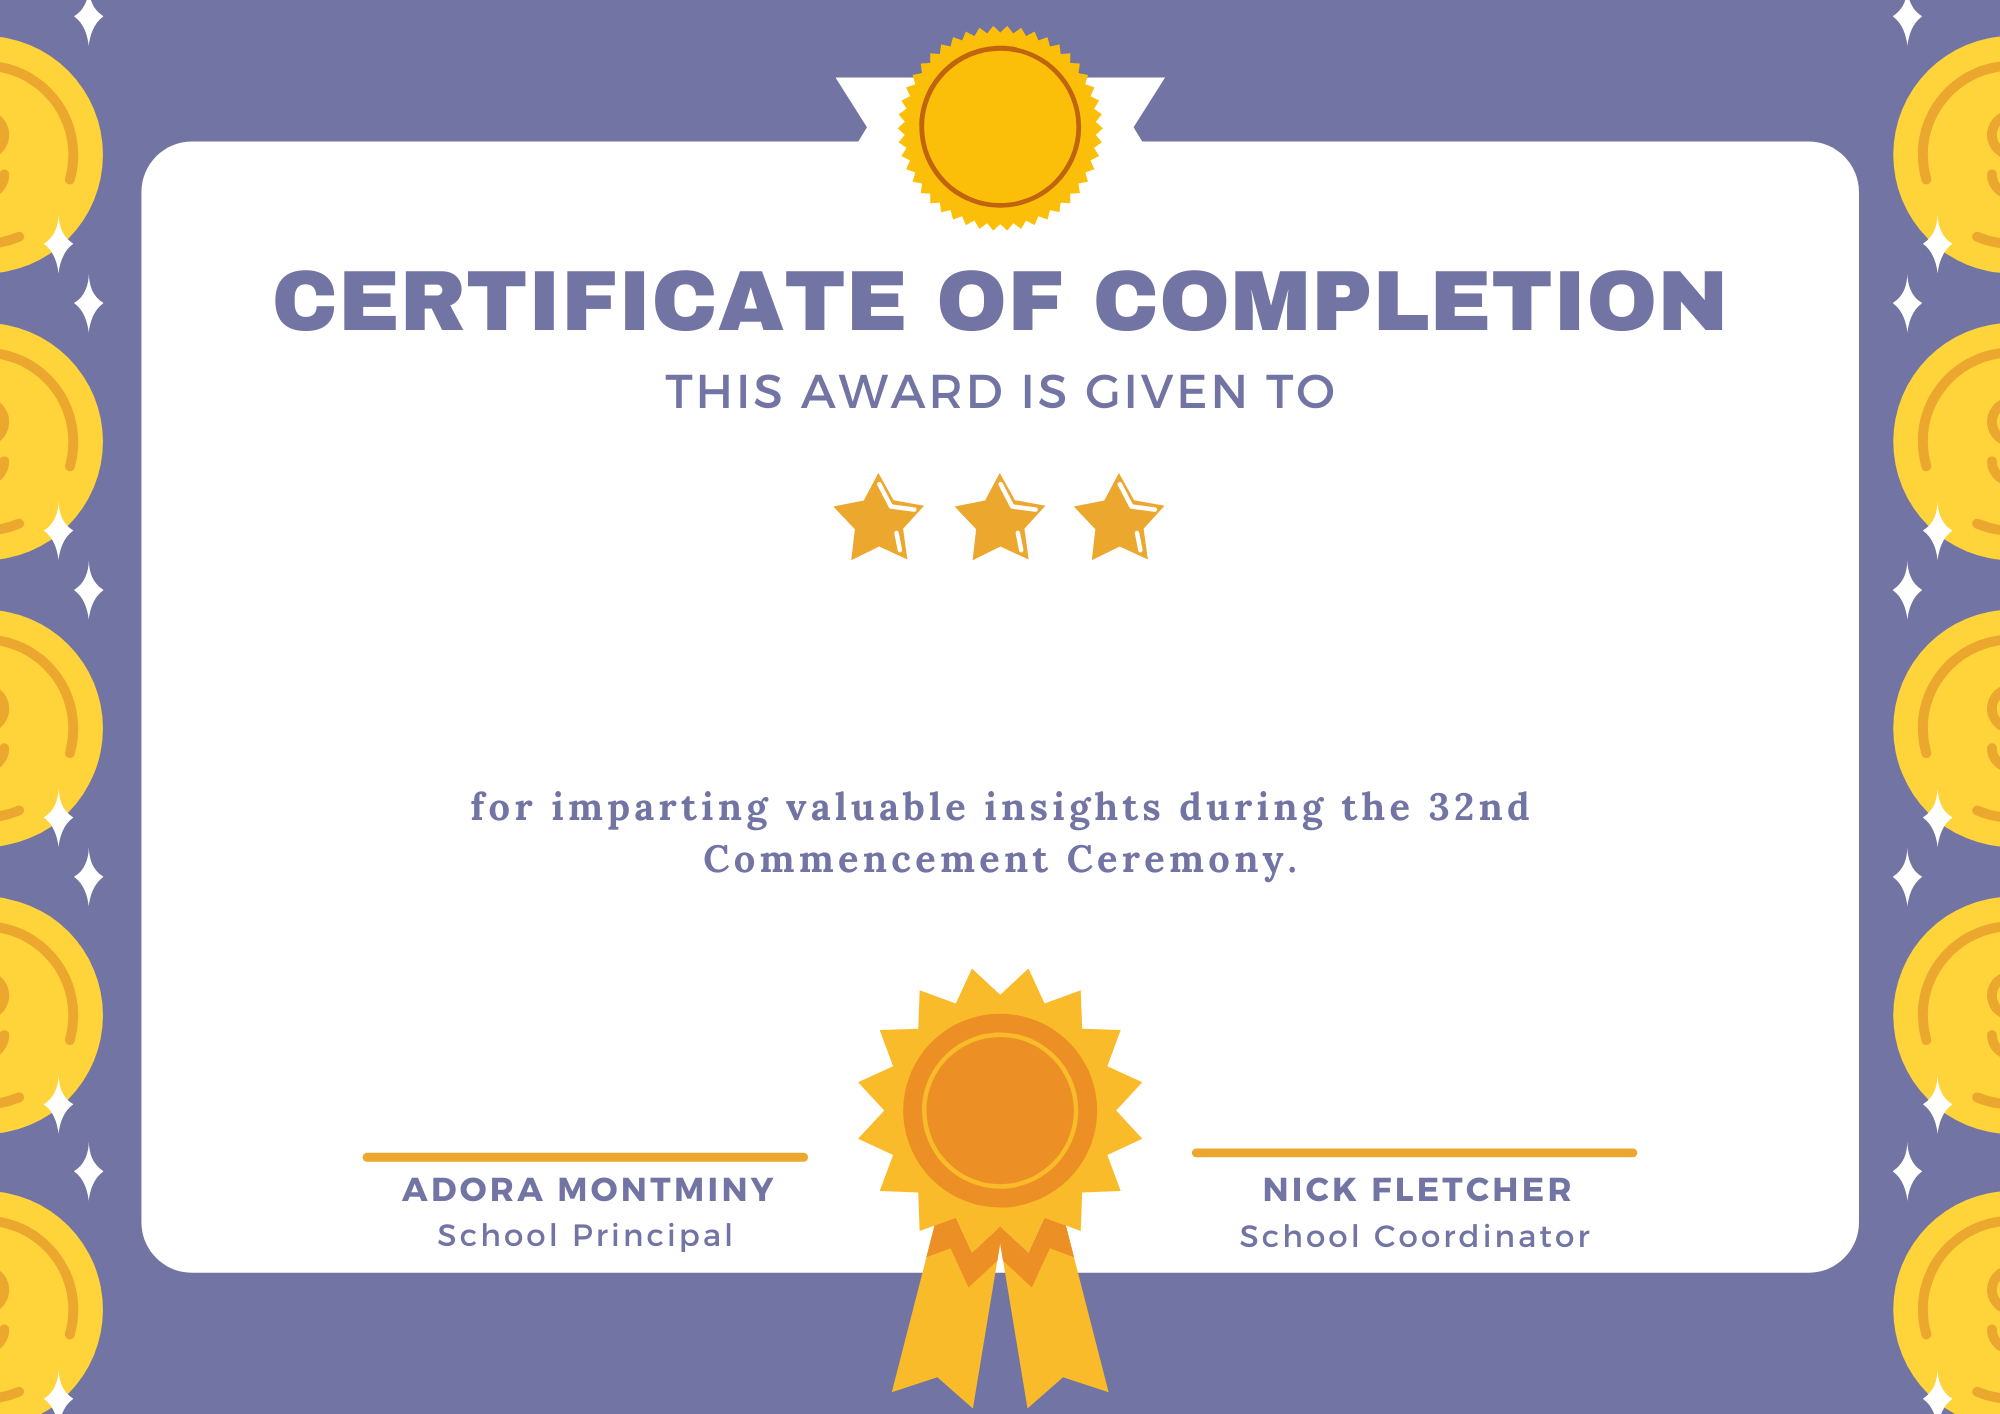 CERTIFICATE OF COMPLETION
THIS AWARD IS GIVEN TO
for imparting valuable insights during the 32nd
Commencement Ceremony.
ADORA MONTMINY
School Principal
NICK FLETCHER
School Coordinator